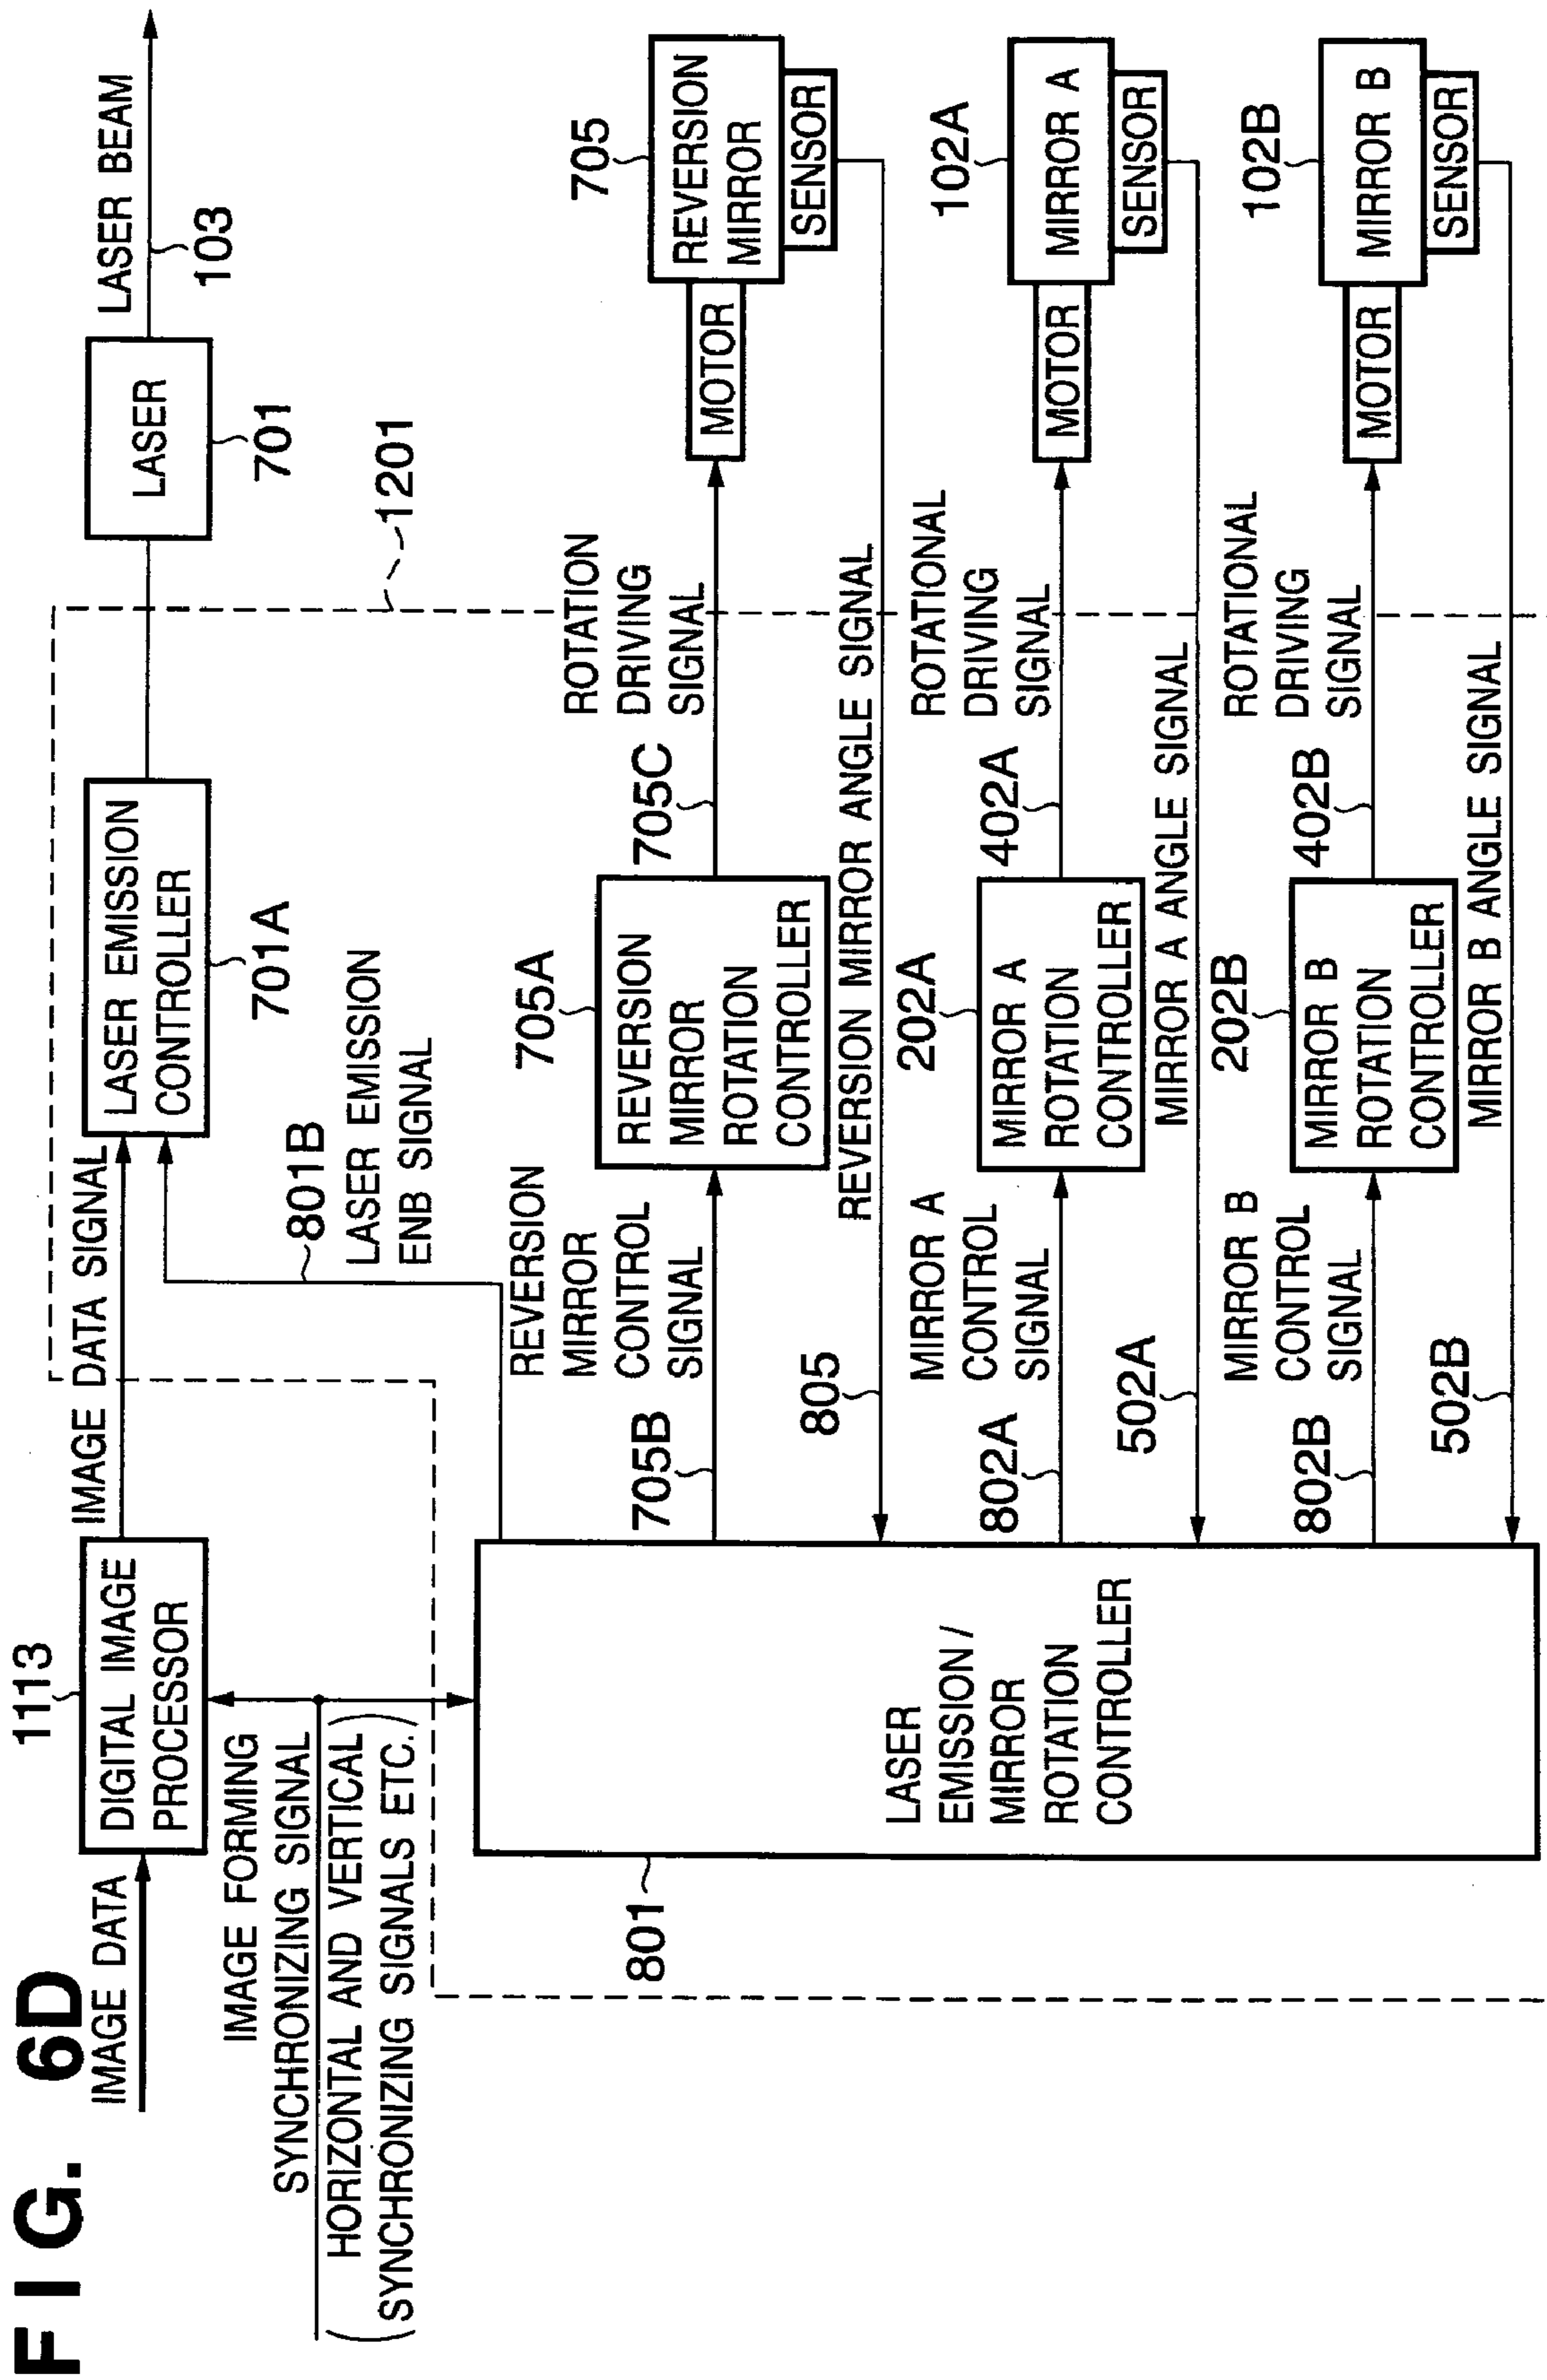 FIG. 6D
IMAGE DATA
1113
DIGITAL IMAGE
PROCESSOR
IMAGE DATA SIGNAL
LASER EMISSION
CONTROLLER
701A
LASER
701
LASER BEAM
103
1201
IMAGE FORMING
SYNCHRONIZING SIGNAL
(HORIZONTAL AND VERTICAL
SYNCHRONIZING SIGNALS ETC.)
801B
LASER EMISSION
ENB SIGNAL
801
LASER
EMISSION /
MIRROR
ROTATION
CONTROLLER
REVERSION
MIRROR
CONTROL
SIGNAL
705B
705A
REVERSION
MIRROR
ROTATION
CONTROLLER
705C
ROTATION
DRIVING
SIGNAL
MOTOR
705
REVERSION
MIRROR
SENSOR
805
REVERSION MIRROR ANGLE SIGNAL
MIRROR A
CONTROL
SIGNAL
802A
202A
MIRROR A
ROTATION
CONTROLLER
402A
ROTATIONAL
DRIVING
SIGNAL
MOTOR
102A
MIRROR A
SENSOR
502A
MIRROR A ANGLE SIGNAL
MIRROR B
CONTROL
SIGNAL
802B
202B
MIRROR B
ROTATION
CONTROLLER
402B
ROTATIONAL
DRIVING
SIGNAL
MOTOR
102B
MIRROR B
SENSOR
502B
MIRROR B ANGLE SIGNAL